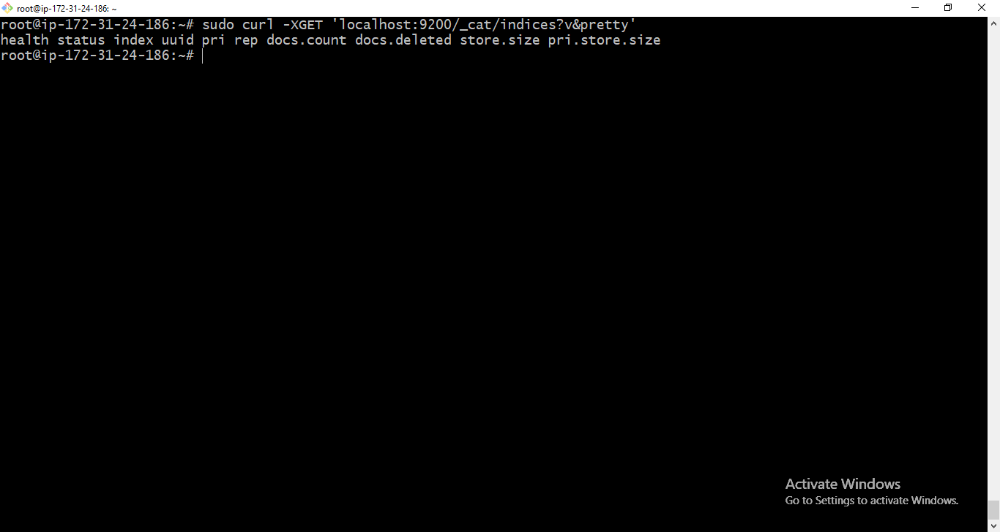 root@ip-172-31-24-186: ~
root@ip-172-31-24-186:~# sudo curl -XGET 'localhost:9200/_cat/indices?v&pretty'
health status index uuid pri rep docs.count docs.deleted store.size pri.store.size
root@ip-172-31-24-186:~#
Activate Windows
Go to Settings to activate Windows.